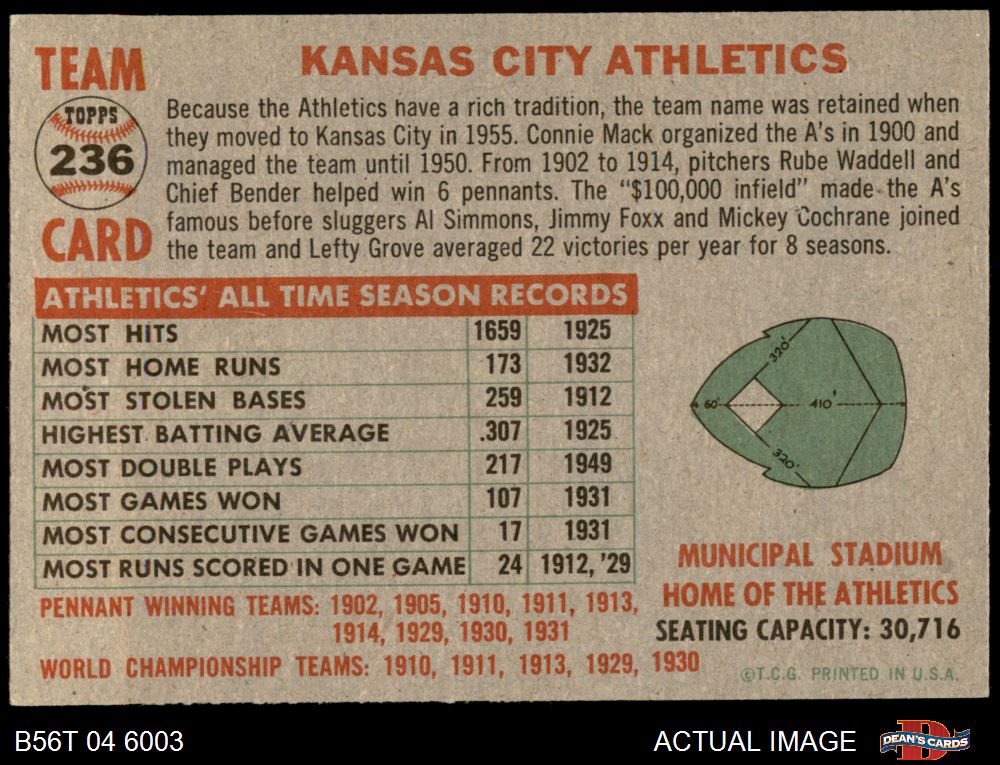 TEAM
TOPPS
236
CARD
KANSAS CITY ATHLETICS
Because the Athletics have a rich tradition, the team name was retained when
they moved to Kansas City in 1955. Connie Mack organized the A's in 1900 and
managed the team until 1950. From 1902 to 1914, pitchers Rube Waddell and
Chief Bender helped win 6 pennants. The "$100,000 infield" made the A's
famous before sluggers Al Simmons, Jimmy Foxx and Mickey Cochrane joined
the team and Lefty Grove averaged 22 victories per year for 8 seasons.
ATHLETICS' ALL TIME SEASON RECORDS
MOST HITS 1659 1925
MOST HOME RUNS 173 1932
MOST STOLEN BASES 259 1912
HIGHEST BATTING AVERAGE .307 1925
MOST DOUBLE PLAYS 217 1949
MOST GAMES WON 107 1931
MOST CONSECUTIVE GAMES WON 17 1931
MOST RUNS SCORED IN ONE GAME 24 1912, '29
PENNANT WINNING TEAMS: 1902, 1905, 1910, 1911, 1913,
1914, 1929, 1930, 1931
WORLD CHAMPIONSHIP TEAMS: 1910, 1911, 1913, 1929, 1930
320'
60' 410'
320'
MUNICIPAL STADIUM
HOME OF THE ATHLETICS
SEATING CAPACITY: 30,716
©T.C.G. PRINTED IN U.S.A.
B56T 04 6003
ACTUAL IMAGE
DEAN'S CARDS